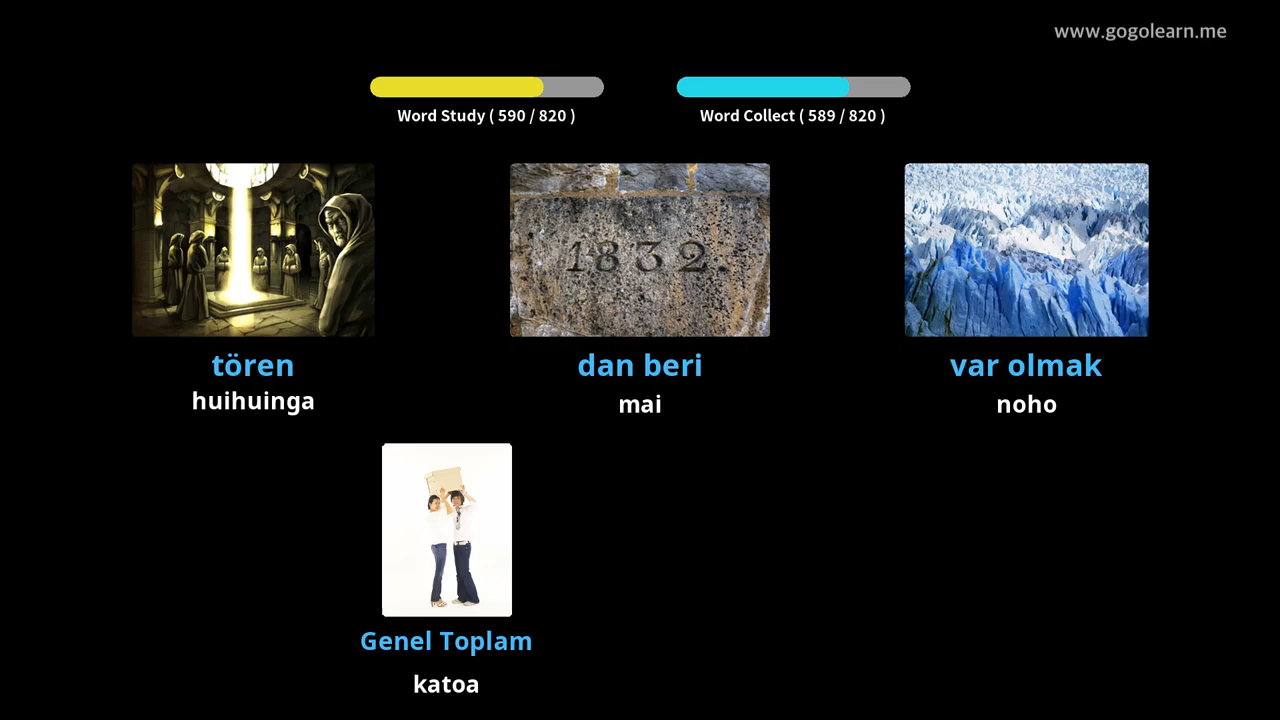 www.gogolearn.me
Word Study ( 590 / 820 )
Word Collect ( 589 / 820 )
1832.
tören
huihuinga
dan beri
mai
var olmak
noho
Genel Toplam
katoa